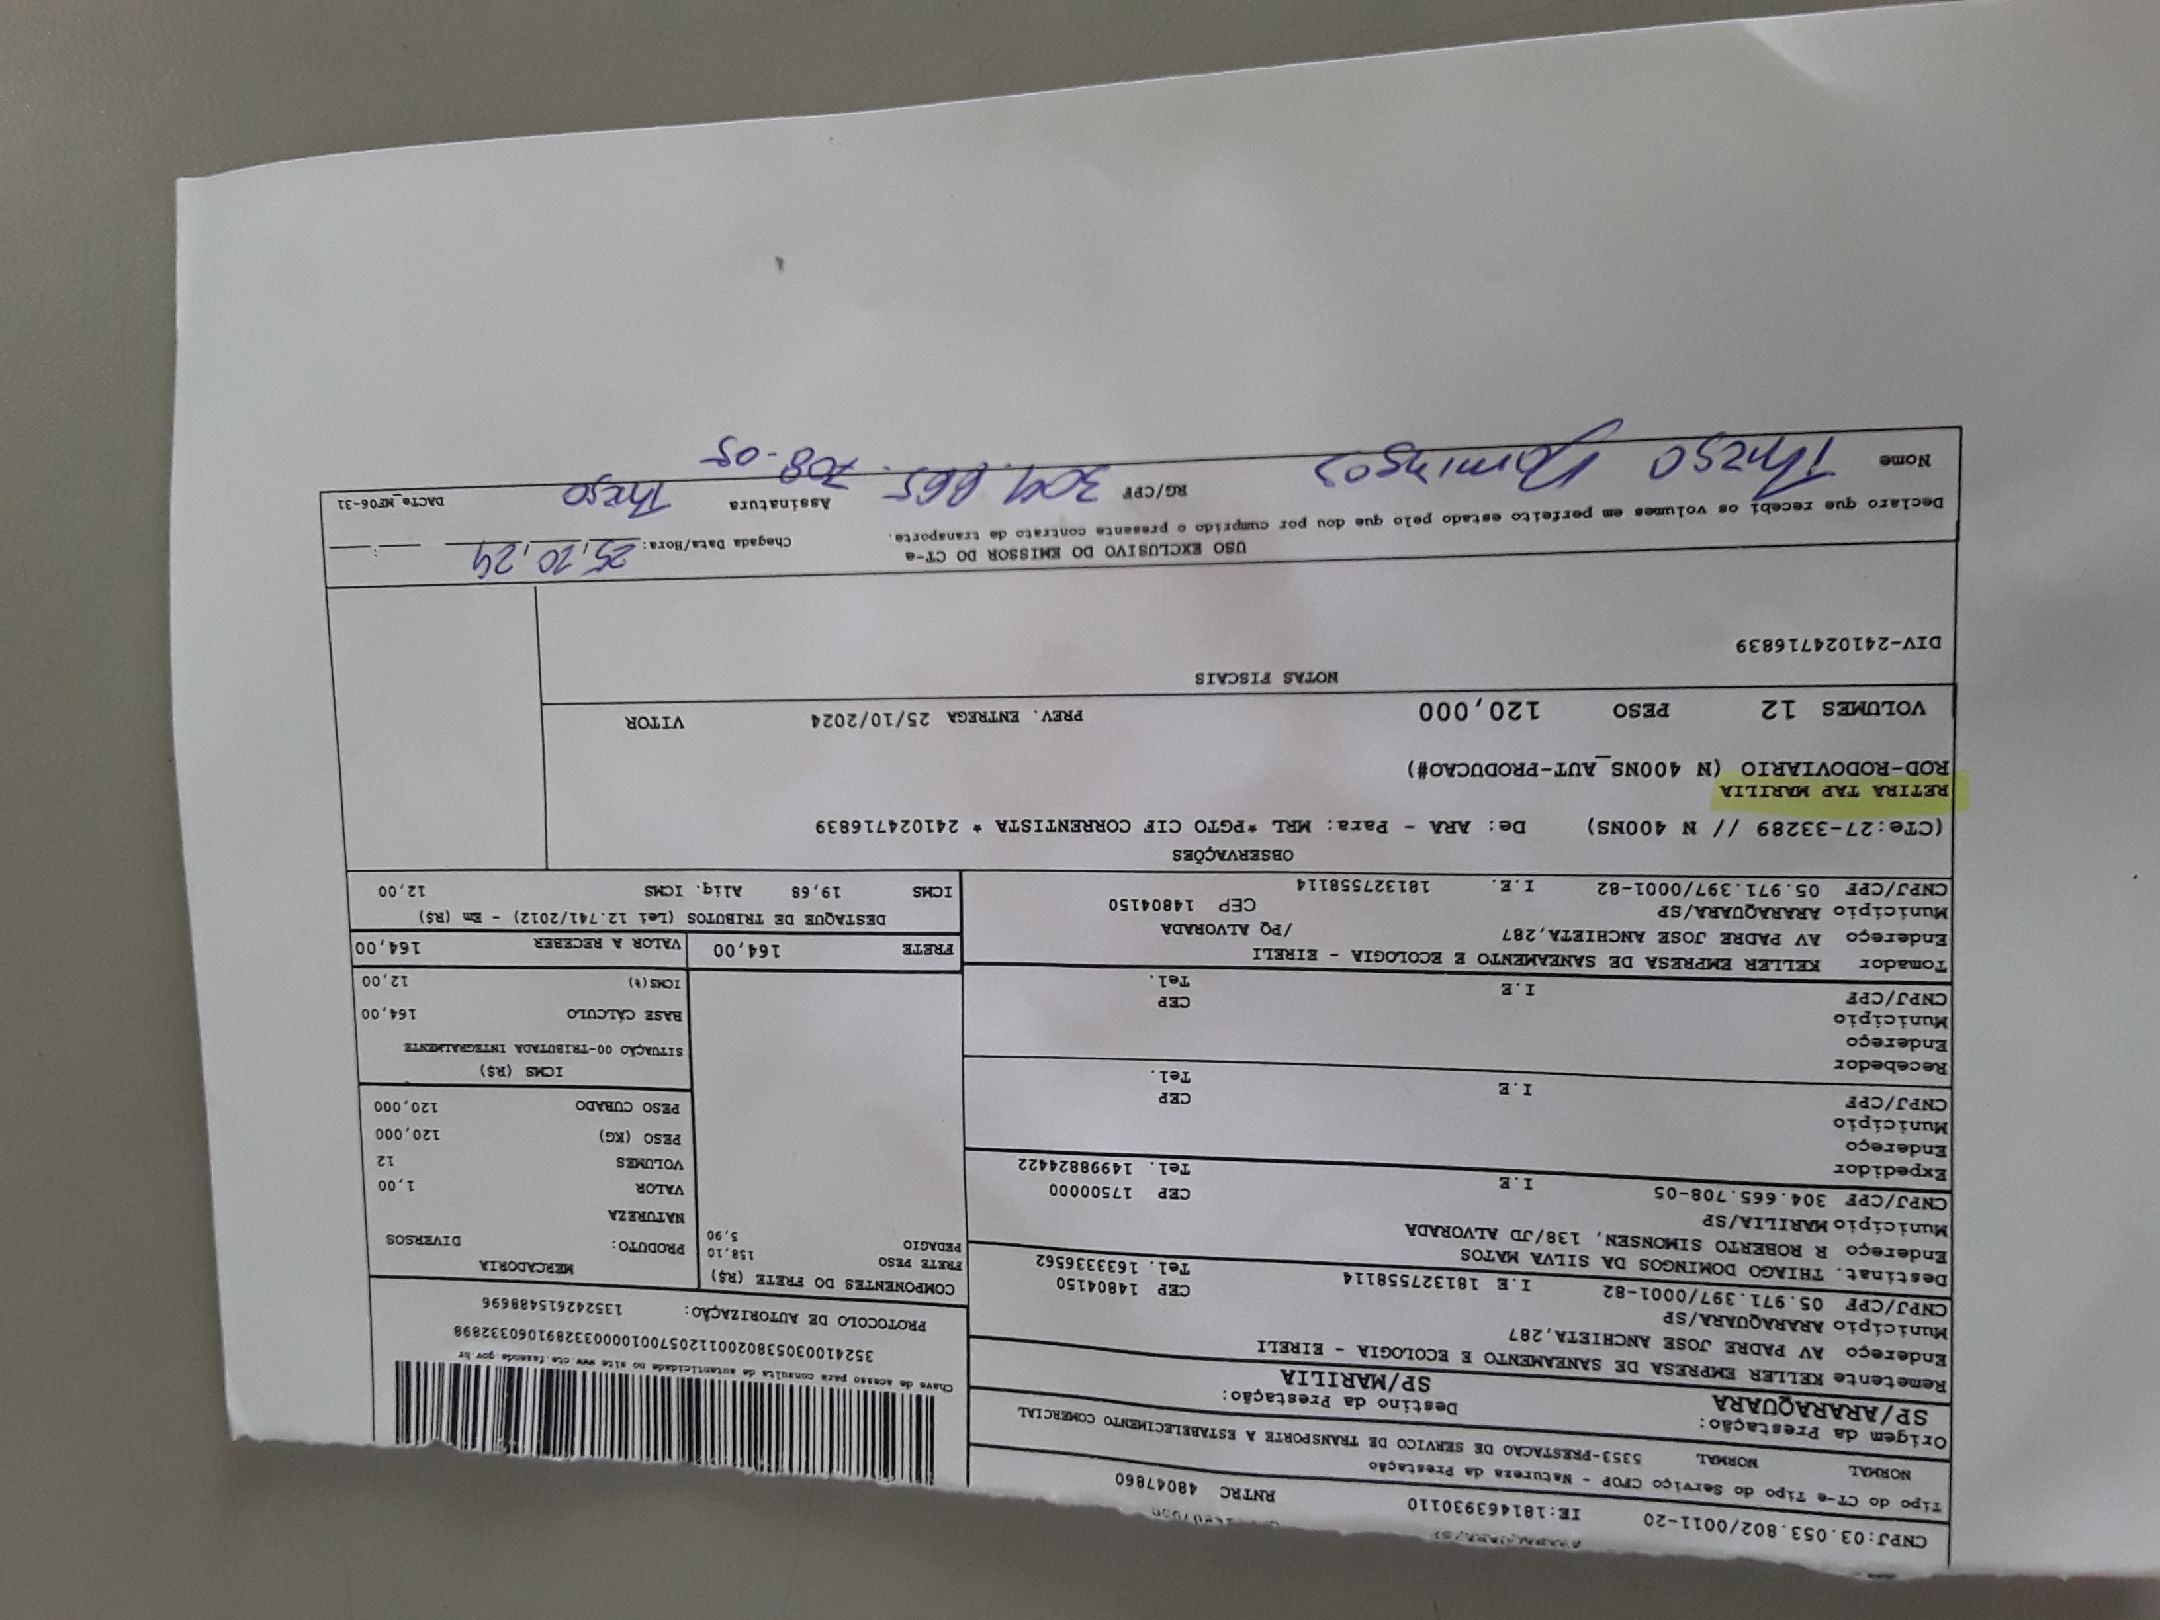 CNPJ:03.053.802/0011-20 IE:181463930110 RNTRC 48047860
Tipo do CT-e Tipo do Serviço CFOP - Natureza da Prestação
NORMAL NORMAL 5353-PRESTACAO DE SERVICO DE TRANSPORTE A ESTABELECIMENTO COMERCIAL
Origem da Prestação: Destino da Prestação:
SP/ARARAQUARA SP/MARILIA
Remetente KELLER EMPRESA DE SANEAMENTO E ECOLOGIA - EIRELI
Endereço AV PADRE JOSE ANCHIETA,287
Município ARARAQUARA/SP CEP 14804150
CNPJ/CPF 05.971.397/0001-82 I.E 181327558114 Tel. 1633336562
Destinat. THIAGO DOMINGOS DA SILVA MATOS
Endereço R ROBERTO SIMONSEN, 138/JD ALVORADA
Município MARILIA/SP CEP 17500000
CNPJ/CPF 304.665.708-05 I.E Tel. 14998824422
Expedidor
Endereço
Município CEP
CNPJ/CPF I.E Tel.
Recebedor
Endereço
Município CEP
CNPJ/CPF I.E Tel.
Tomador KELLER EMPRESA DE SANEAMENTO E ECOLOGIA - EIRELI
Endereço AV PADRE JOSE ANCHIETA,287 /PQ ALVORADA
Município ARARAQUARA/SP CEP 14804150
CNPJ/CPF 05.971.397/0001-82 I.E. 181327558114
Chave de acesso para consulta de autenticidade no site www.cte.fazenda.gov.br
35241003053802001120570010000332891060332898
PROTOCOLO DE AUTORIZAÇÃO: 135242615488696
COMPONENTES DO FRETE (R$)
FRETE PESO 158,10
PEDAGIO 5,90
MERCADORIA
PRODUTO: DIVERSOS
NATUREZA
VALOR 1,00
VOLUMES 12
PESO (KG) 120,000
PESO CUBADO 120,000
ICMS (R$)
SITUAÇÃO 00-TRIBUTADA INTEGRALMENTE
BASE CÁLCULO 164,00
ICMS(%) 12,00
FRETE 164,00 VALOR A RECEBER 164,00
DESTAQUE DE TRIBUTOS (Lei 12.741/2012) - Em (R$)
ICMS 19,68 Aliq. ICMS 12,00
OBSERVAÇÕES
(CTe:27-33289 // N 400NS) De: ARA - Para: MRL *PGTO CIF CORRENTISTA * 241024716839
RETIRA TAP MARILIA
ROD-RODOVIARIO (N 400NS_AUT-PRODUCAO#)
VOLUMES 12 PESO 120,000 PREV. ENTREGA 25/10/2024 VITOR
NOTAS FISCAIS
DIV-241024716839
USO EXCLUSIVO DO EMISSOR DO CT-e
Declaro que recebi os volumes em perfeito estado pelo que dou por cumprido o presente contrato de transporte.
Chegada Data/Hora: 25,10,24
Nome Thiago Domingos RG/CPF 304.665.708-05 Assinatura Thiago DACTe_MF06-31